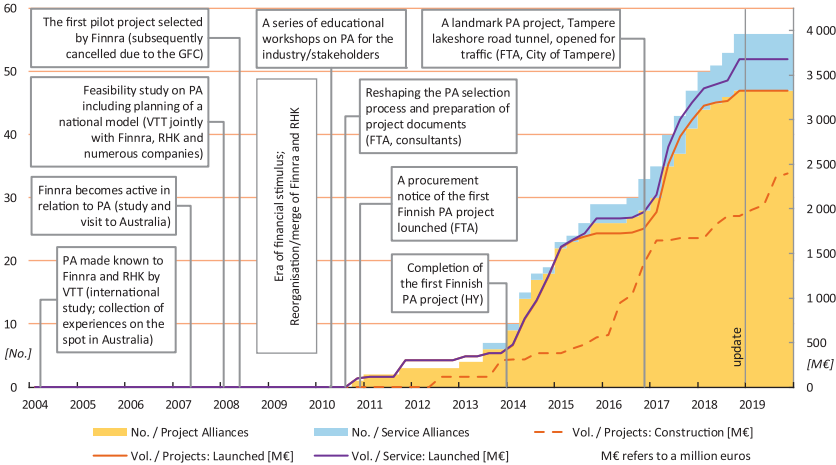 60
50
40
30
20
10
0
[No.]
The first pilot project selected
by Finnra (subsequently
cancelled due to the GFC)
Feasibility study on PA
including planning of a
national model (VTT jointly
with Finnra, RHK and
numerous companies)
Finnra becomes active in
relation to PA (study and
visit to Australia)
PA made known to
Finnra and RHK by
VTT (international
study; collection of
experiences on the
spot in Australia)
A series of educational
workshops on PA for the
industry/stakeholders
Era of financial stimulus;
Reorganisation/merge of Finnra and RHK
Reshaping the PA selection
process and preparation of
project documents
(FTA, consultants)
A procurement
notice of the first
Finnish PA project
lounched (FTA)
Completion of
the first Finnish
PA project (HY)
A landmark PA project, Tampere
lakeshore road tunnel, opened for
traffic (FTA, City of Tampere)
update
4 000
3 500
3 000
2 500
2 000
1 500
1 000
500
0
[M€]
2004 2005 2006 2007 2008 2009 2010 2011 2012 2013 2014 2015 2016 2017 2018 2019
No. / Project Alliances
No. / Service Alliances
Vol. / Projects: Construction [M€]
Vol. / Projects: Launched [M€]
Vol. / Service: Launched [M€]
M€ refers to a million euros